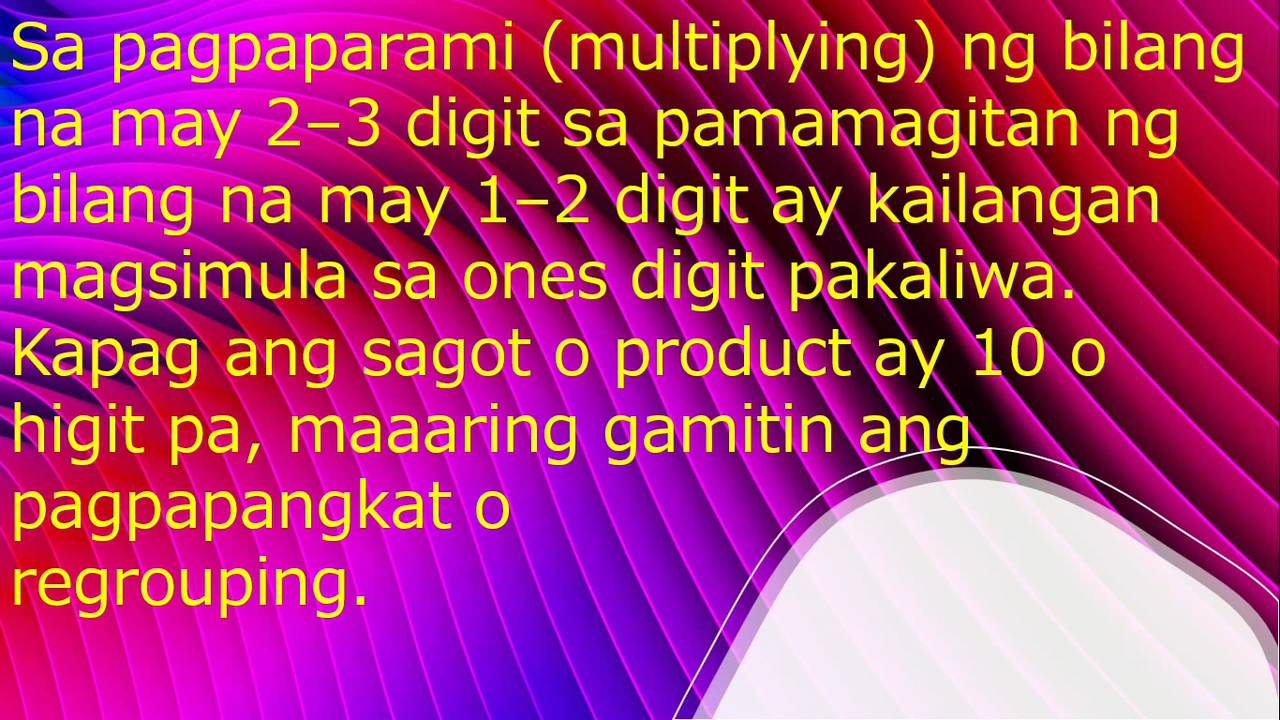 Sa pagpaparami (multiplying) ng bilang
na may 2–3 digit sa pamamagitan ng
bilang na may 1–2 digit ay kailangan
magsimula sa ones digit pakaliwa.
Kapag ang sagot o product ay 10 o
higit pa, maaaring gamitin ang
pagpapangkat o
regrouping.